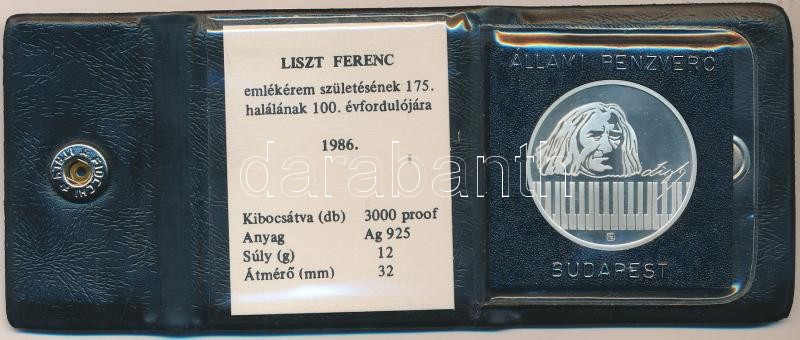 LISZT FERENC
emlékérem születésének 175.
halálának 100. évfordulójára
1986.
Kibocsátva (db) 3000 proof
Anyag Ag 925
Súly (g) 12
Átmérő (mm) 32
ÁLLAMI PÉNZVERŐ
BUDAPEST
darabanth.com